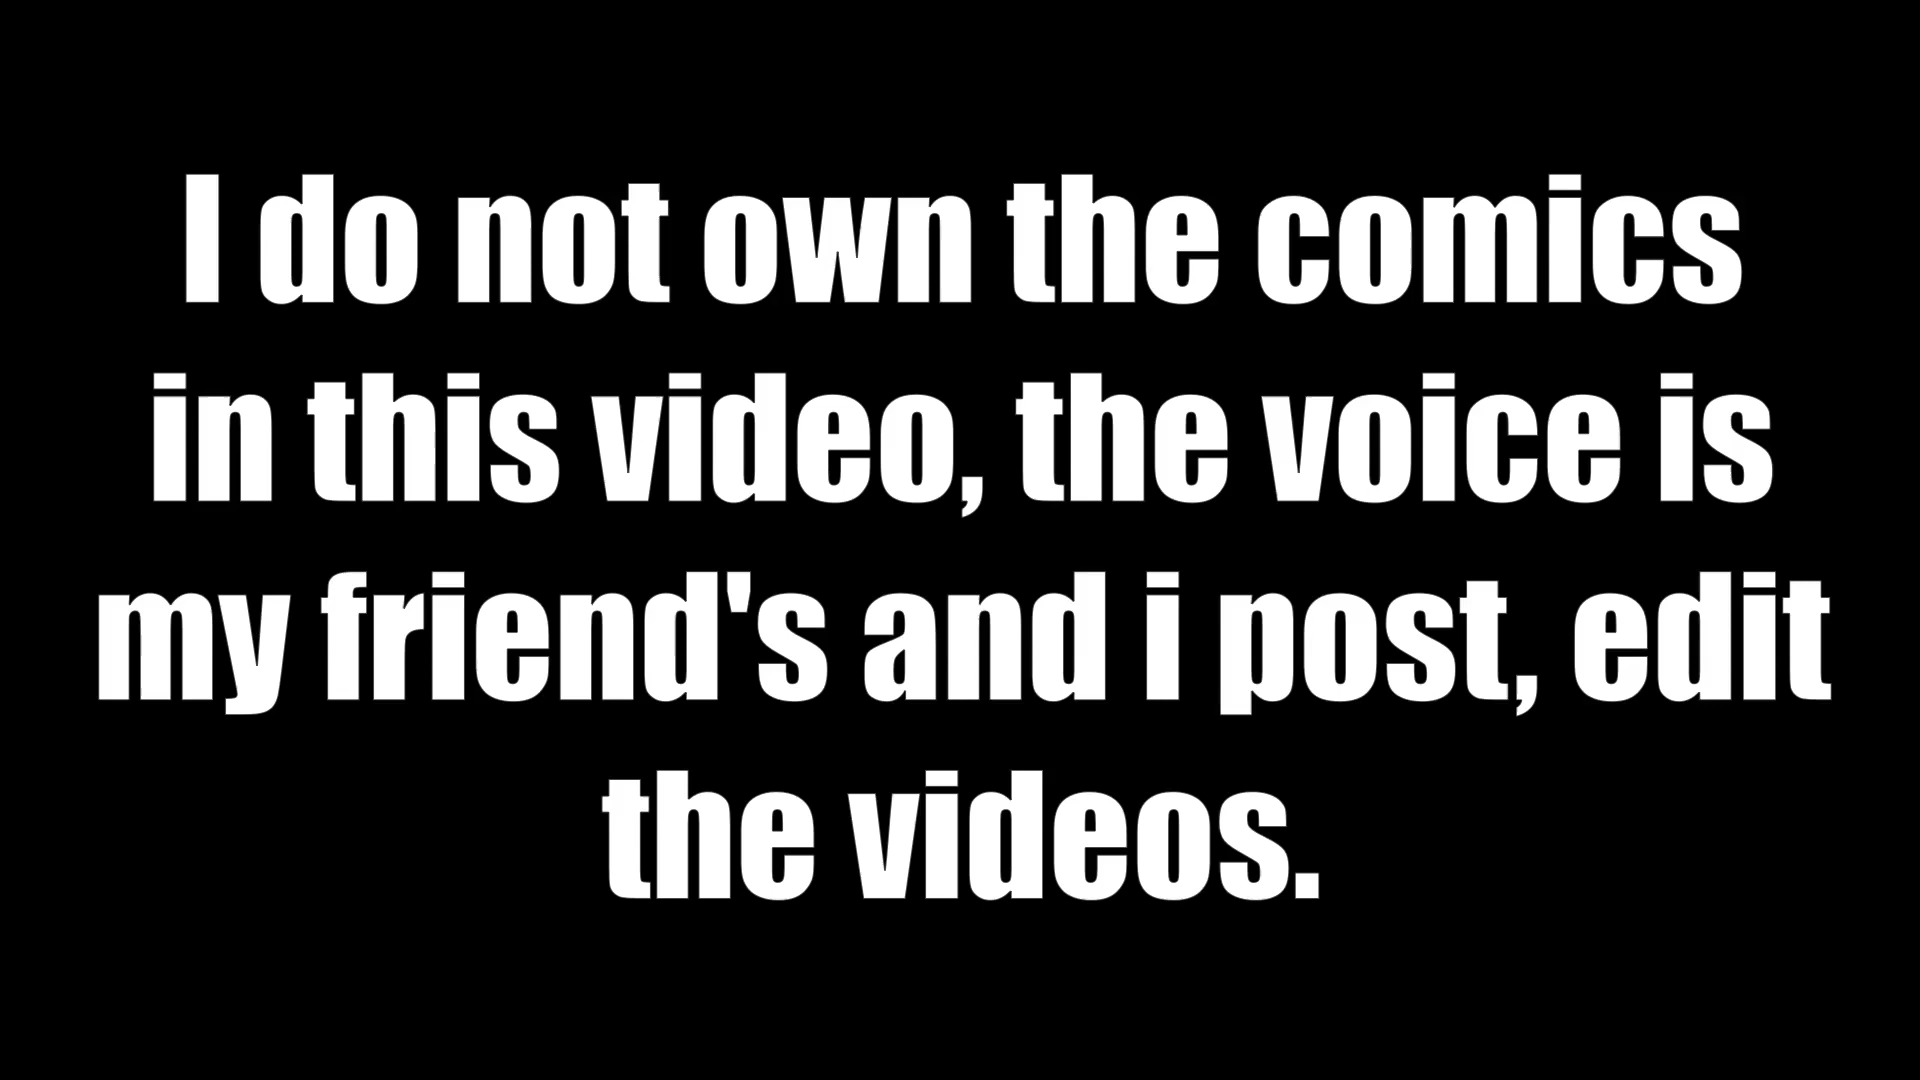 I do not own the comics
in this video, the voice is
my friend's and i post, edit
the videos.